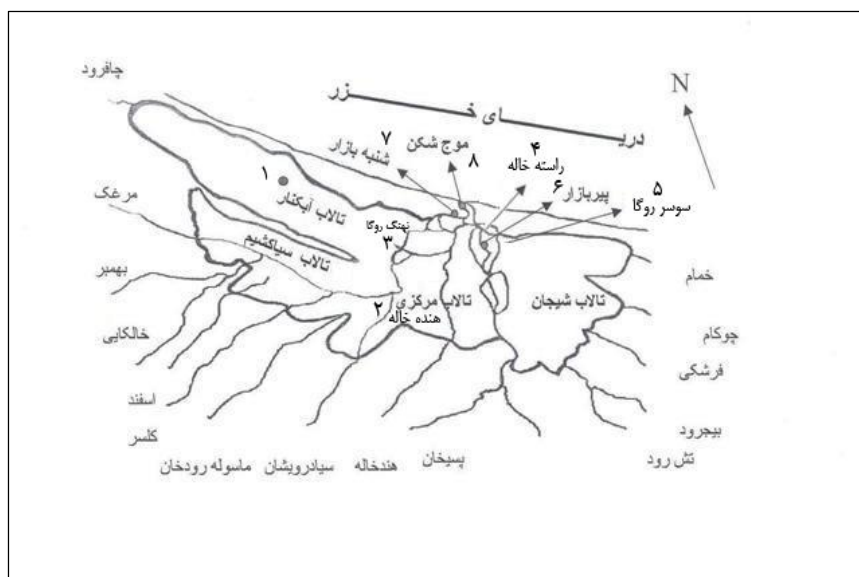 چافرود
دریای خزر
N
۷
شنبه بازار
موج شکن
۸
۴
راسته خاله
۶
پیربازار
۵
سوسر روگا
۱
تالاب آبکنار
مرغک
تالاب سیاکشیم
نهنگ روگا
۳
بهمبر
خالکایی
۲
تالاب مرکزی
هنده خاله
تالاب شیجان
خمام
چوکام
فرشکی
اسفند
کلسر
بیجرود
ماسوله رودخان
سیادرویشان
هندخاله
پسیخان
تش رود